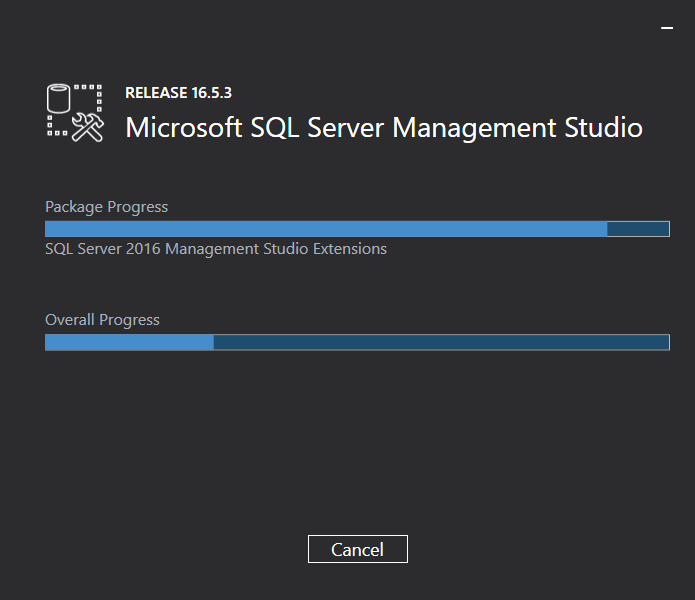 RELEASE 16.5.3
Microsoft SQL Server Management Studio
Package Progress
SQL Server 2016 Management Studio Extensions
Overall Progress
Cancel